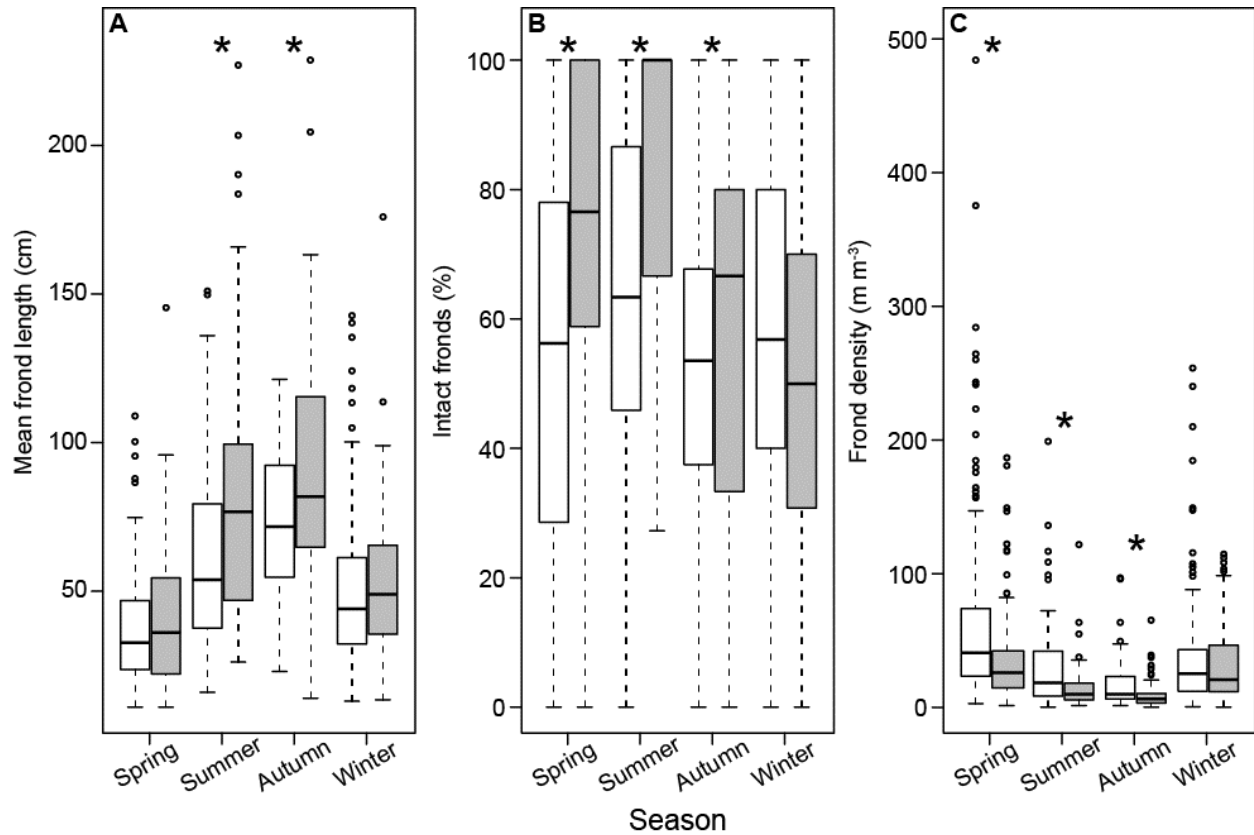 A
B
C
*
*
*
*
*
*
*
*
Mean frond length (cm)
200
150
100
50
Intact fronds (%)
100
80
60
40
20
0
Frond density (m m⁻³)
500
400
300
200
100
0
Spring
Summer
Autumn
Winter
Spring
Summer
Autumn
Winter
Spring
Summer
Autumn
Winter
Season